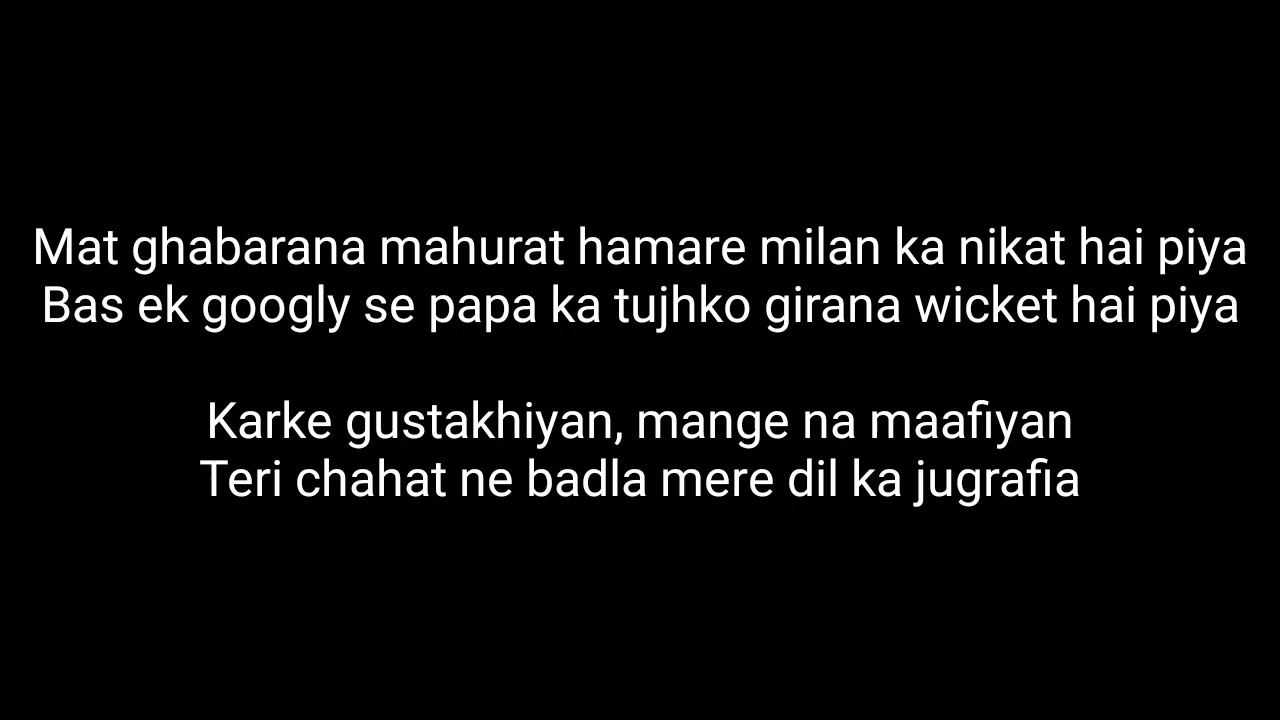 Mat ghabarana mahurat hamare milan ka nikat hai piya
Bas ek googly se papa ka tujhko girana wicket hai piya
Karke gustakhiyan, mange na maafiyan
Teri chahat ne badla mere dil ka jugrafia